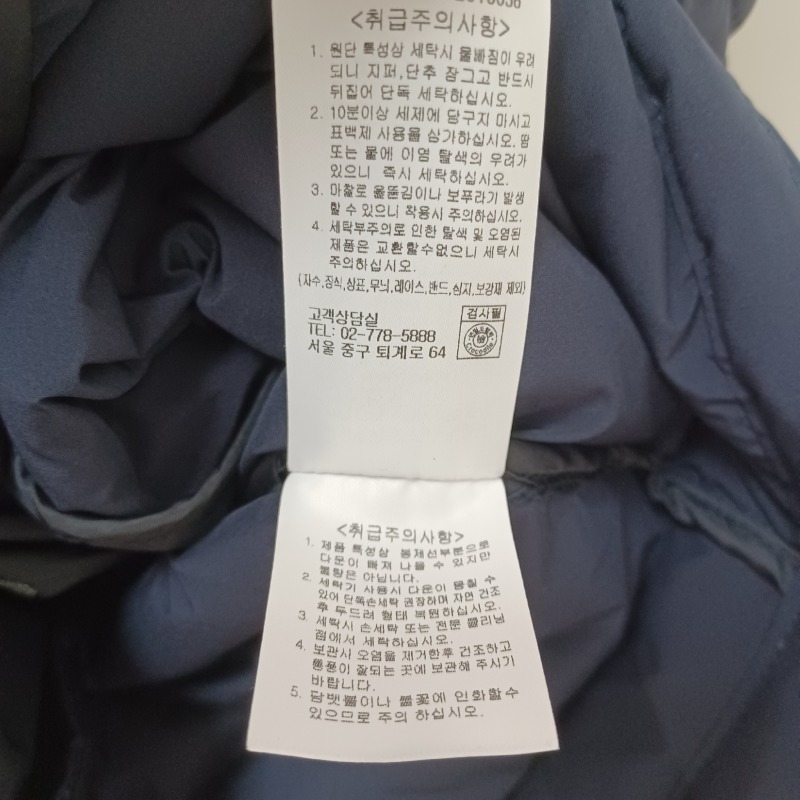 <취급주의사항>
1. 원단 특성상 세탁시 물빠짐이 우려
되니 지퍼,단추 잠그고 반드시
뒤집어 단독 세탁하십시오.
2. 10분이상 세제에 담구지 마시고
표백제 사용을 삼가하십시오. 땀
또는 물에 이염 탈색의 우려가
있으니 즉시 세탁하십시오.
3. 마찰로 올뜯김이나 보푸라기 발생
할 수 있으니 착용시 주의하십시오.
4. 세탁부주의로 인한 탈색 및 오염된
제품은 교환할수없으니 세탁시
주의하십시오.
(자수,장식,상표,무늬,레이스,밴드,심지,보강재 제외)
고객상담실
TEL: 02-778-5888
서울 중구 퇴계로 64
검사필
Crocodile
<취급주의사항>
1. 제품 특성상 봉제선부분으로
다운이 빠져 나올 수 있지만
불량은 아닙니다.
2. 세탁기 사용시 다운이 뭉칠 수
있어 단독손세탁 권장하며 자연 건조
후 두드려 형태 복원하십시오.
3. 세탁시 손세탁 또는 전문 클리닝
점에서 세탁하십시오.
4. 보관시 오염을 제거한후 건조하고
통풍이 잘되는 곳에 보관해 주시기
바랍니다.
5. 담뱃불이나 불꽃에 인화할수
있으므로 주의 하십시오.